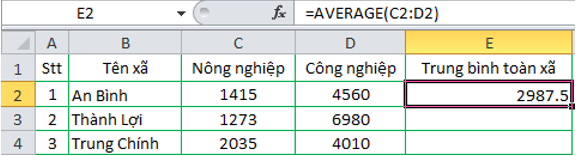 E2 fx =AVERAGE(C2:D2)
A B C D E
1 Stt Tên xã Nông nghiệp Công nghiệp Trung bình toàn xã
2 1 An Bình 1415 4560 2987.5
3 2 Thành Lợi 1273 6980
4 3 Trung Chính 2035 4010